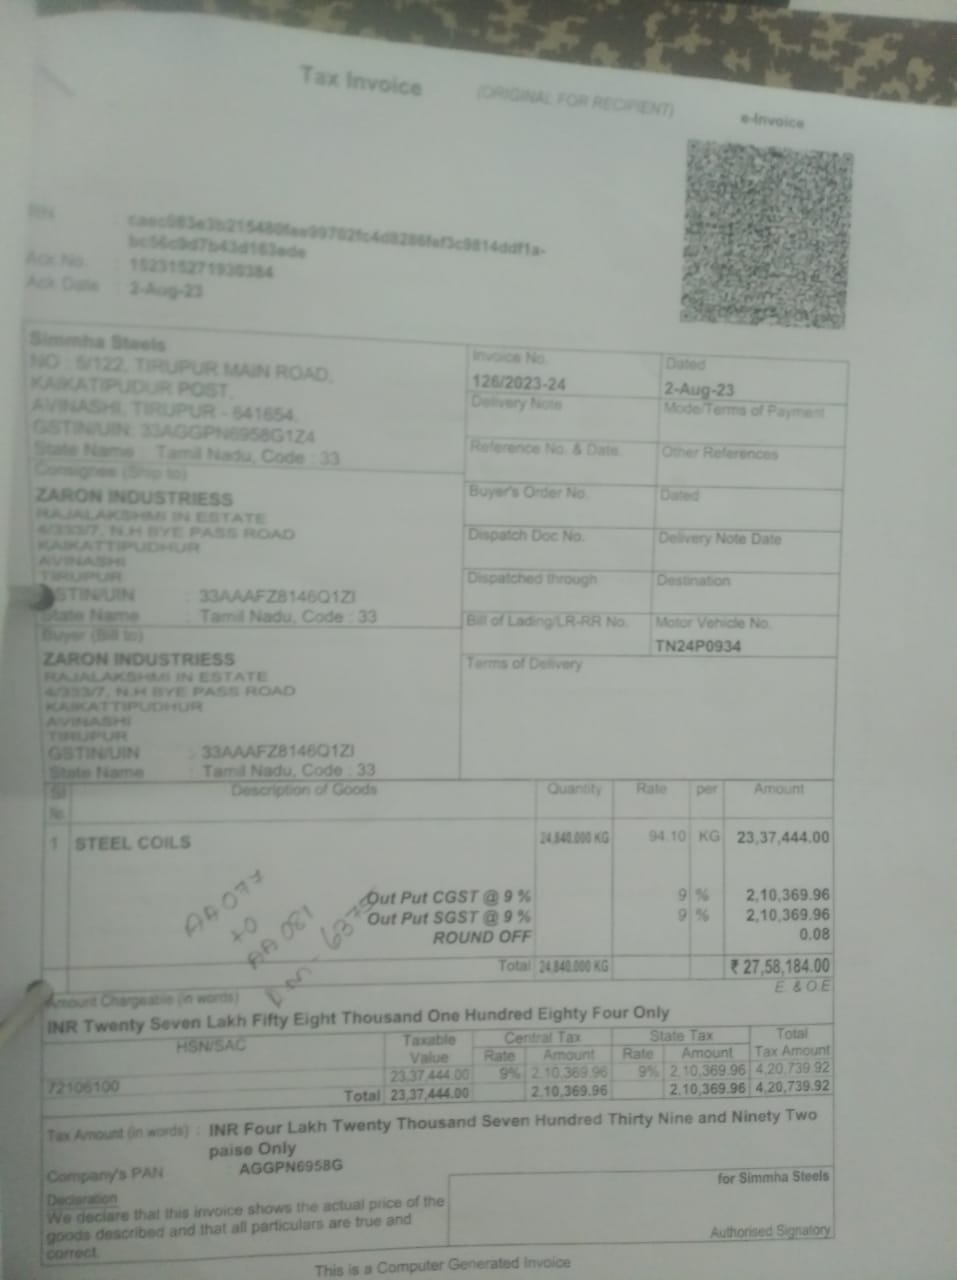 Tax Invoice
(ORIGINAL FOR RECIPIENT)
e-Invoice
IRN
bc56c9d7b43d163ede
Ack No. : 152315271930384
Ack Date : 2-Aug-23
Simmha Steels
NO : 5/122, TIRUPUR MAIN ROAD,
KAIKATIPUDUR POST,
AVINASHI, TIRUPUR - 641654.
GSTIN/UIN: 33AGGPN6958G1Z4
State Name : Tamil Nadu, Code : 33
Invoice No.
126/2023-24
Dated
2-Aug-23
Delivery Note
Mode/Terms of Payment
Reference No. & Date.
Other References
Buyer's Order No.
Dated
Dispatch Doc No.
Delivery Note Date
Dispatched through
Destination
Bill of Lading/LR-RR No.
Motor Vehicle No.
TN24P0934
Terms of Delivery
Consignee (Ship to)
ZARON INDUSTRIESS
RAJALAKSHMI IN ESTATE
4/333/7, N.H BYE PASS ROAD
KAIKATTIPUDHUR
AVINASHI
TIRUPUR
GSTIN/UIN : 33AAAFZ8146Q1ZI
State Name : Tamil Nadu, Code : 33
Buyer (Bill to)
ZARON INDUSTRIESS
RAJALAKSHMI IN ESTATE
4/333/7, N.H BYE PASS ROAD
KAIKATTIPUDHUR
AVINASHI
TIRUPUR
GSTIN/UIN : 33AAAFZ8146Q1ZI
State Name : Tamil Nadu, Code : 33
Sl No. Description of Goods Quantity Rate per Amount
1 STEEL COILS 24,840.000 KG 94.10 KG 23,37,444.00
Out Put CGST @ 9 % 9 % 2,10,369.96
Out Put SGST @ 9 % 9 % 2,10,369.96
ROUND OFF 0.08
AA077
to
AA081
6375
Total 24,840.000 KG ₹ 27,58,184.00
Amount Chargeable (in words) E. & O.E
INR Twenty Seven Lakh Fifty Eight Thousand One Hundred Eighty Four Only
HSN/SAC Taxable Value Central Tax State Tax Total Tax Amount
Rate Amount Rate Amount
72106100 23,37,444.00 9% 2,10,369.96 9% 2,10,369.96 4,20,739.92
Total 23,37,444.00 2,10,369.96 2,10,369.96 4,20,739.92
Tax Amount (in words) : INR Four Lakh Twenty Thousand Seven Hundred Thirty Nine and Ninety Two
paise Only
Company's PAN : AGGPN6958G
Declaration
We declare that this invoice shows the actual price of the
goods described and that all particulars are true and
correct.
for Simmha Steels
Authorised Signatory
This is a Computer Generated Invoice